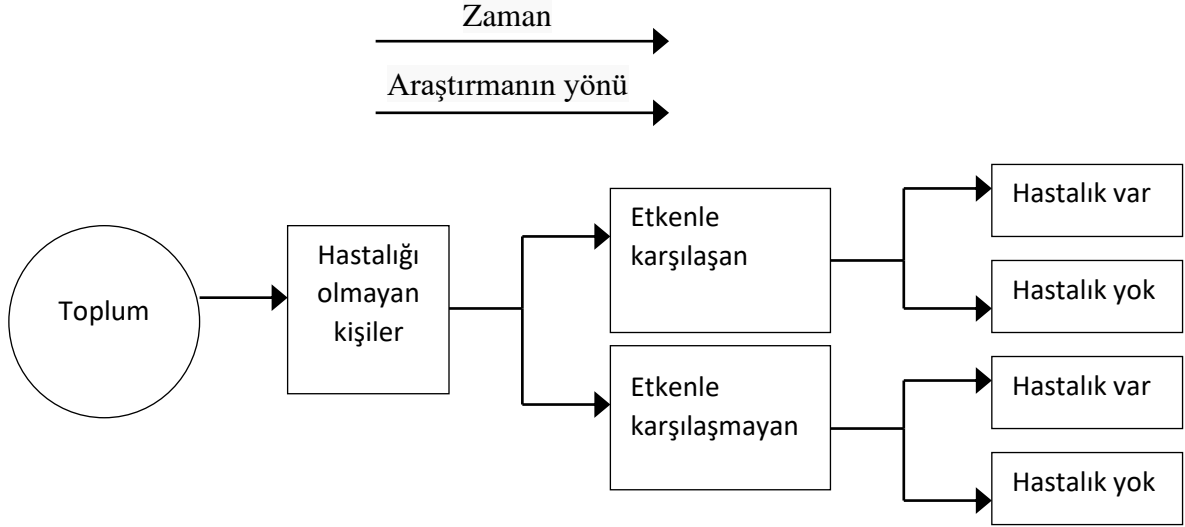 Zaman
Araştırmanın yönü
Toplum
Hastalığı
olmayan
kişiler
Etkenle
karşılaşan
Etkenle
karşılaşmayan
Hastalık var
Hastalık yok
Hastalık var
Hastalık yok